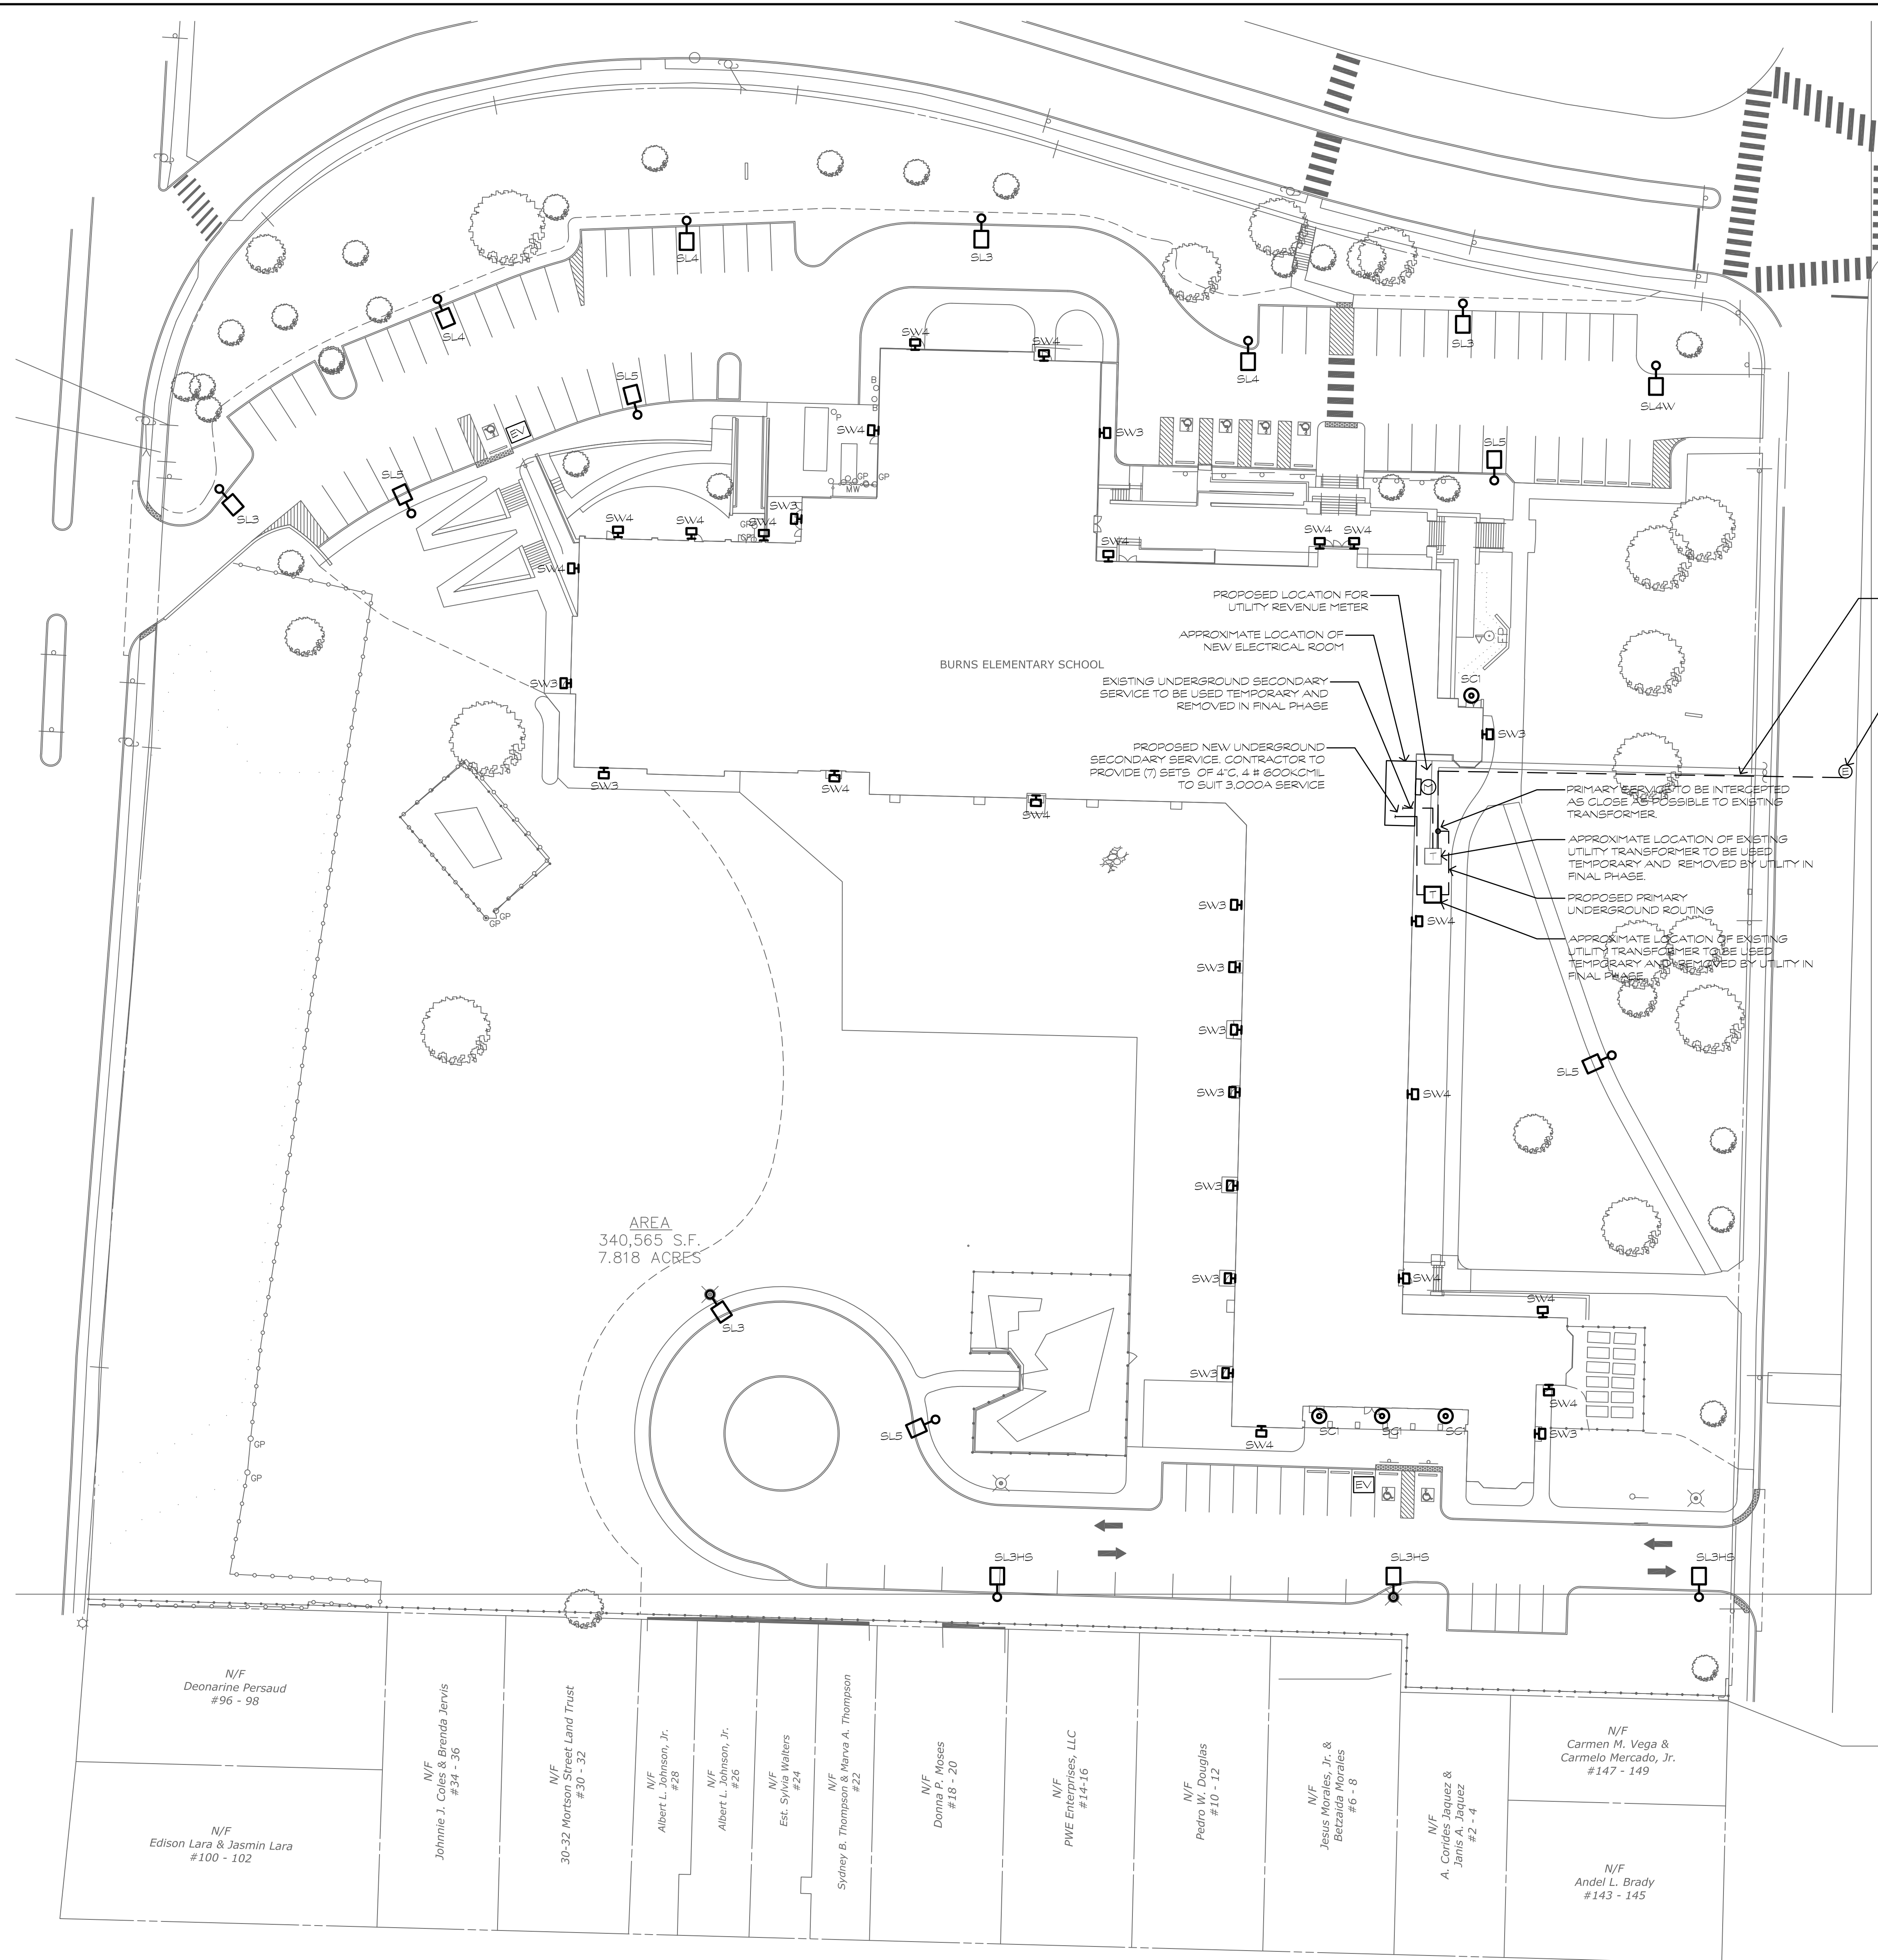 SL4
SL3
SL4
SW4
SW4
SL3
SL4
SL5
B
B
P
SL4W
EV
SW4
SW3
SL5
SL5
GP
GP
MW
SL3
SW3
SW4
SW4
GP
SW4
GP
SW4
SW4
SW4
SW4
PROPOSED LOCATION FOR
UTILITY REVENUE METER
APPROXIMATE LOCATION OF
NEW ELECTRICAL ROOM
BURNS ELEMENTARY SCHOOL
EXISTING UNDERGROUND SECONDARY
SERVICE TO BE USED TEMPORARY AND
REMOVED IN FINAL PHASE
SC1
SW3
SW3
PROPOSED NEW UNDERGROUND
SECONDARY SERVICE. CONTRACTOR TO
PROVIDE (7) SETS OF 4"C, 4 # 600KCMIL
TO SUIT 3,000A SERVICE
SW3
SW4
SW4
M
E
PRIMARY SERVICE TO BE INTERCEPTED
AS CLOSE AS POSSIBLE TO EXISTING
TRANSFORMER.
T
APPROXIMATE LOCATION OF EXISTING
UTILITY TRANSFORMER TO BE USED
TEMPORARY AND REMOVED BY UTILITY IN
FINAL PHASE.
T
PROPOSED PRIMARY
UNDERGROUND ROUTING
APPROXIMATE LOCATION OF EXISTING
UTILITY TRANSFORMER TO BE USED
TEMPORARY AND REMOVED BY UTILITY IN
FINAL PHASE.
GP
GP
SW3
SW4
SW3
SW3
SL5
SW3
SW4
SW3
AREA
340,565 S.F.
7.818 ACRES
SW3
SW4
SW4
SL3
SW3
SW4
SL5
SW4
SC1
SC1
SC1
SW3
GP
GP
EV
SL3HS
SL3HS
SL3HS
N/F
Deonarine Persaud
#96 - 98
N/F
Edison Lara & Jasmin Lara
#100 - 102
N/F
Johnnie J. Coles & Brenda Jervis
#34 - 36
N/F
30-32 Mortson Street Land Trust
#30 - 32
N/F
Albert L. Johnson, Jr.
#28
N/F
Albert L. Johnson, Jr.
#26
N/F
Est. Sylvia Walters
#24
N/F
Sydney B. Thompson & Marva A. Thompson
#22
N/F
Donna P. Moses
#18 - 20
N/F
PWE Enterprises, LLC
#14-16
N/F
Pedro W. Douglas
#10 - 12
N/F
Jesus Morales, Jr. &
Betzaida Morales
#6 - 8
N/F
A. Corides Jaquez &
Janis A. Jaquez
#2 - 4
N/F
Carmen M. Vega &
Carmelo Mercado, Jr.
#147 - 149
N/F
Andel L. Brady
#143 - 145